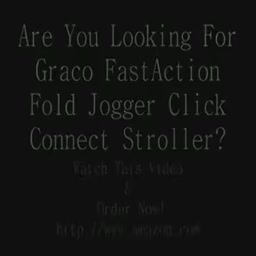 Are You Looking For
Graco FastAction
Fold Jogger Click
Connect Stroller?
Watch This Video
&
Order Now!
http://www.amazon.com